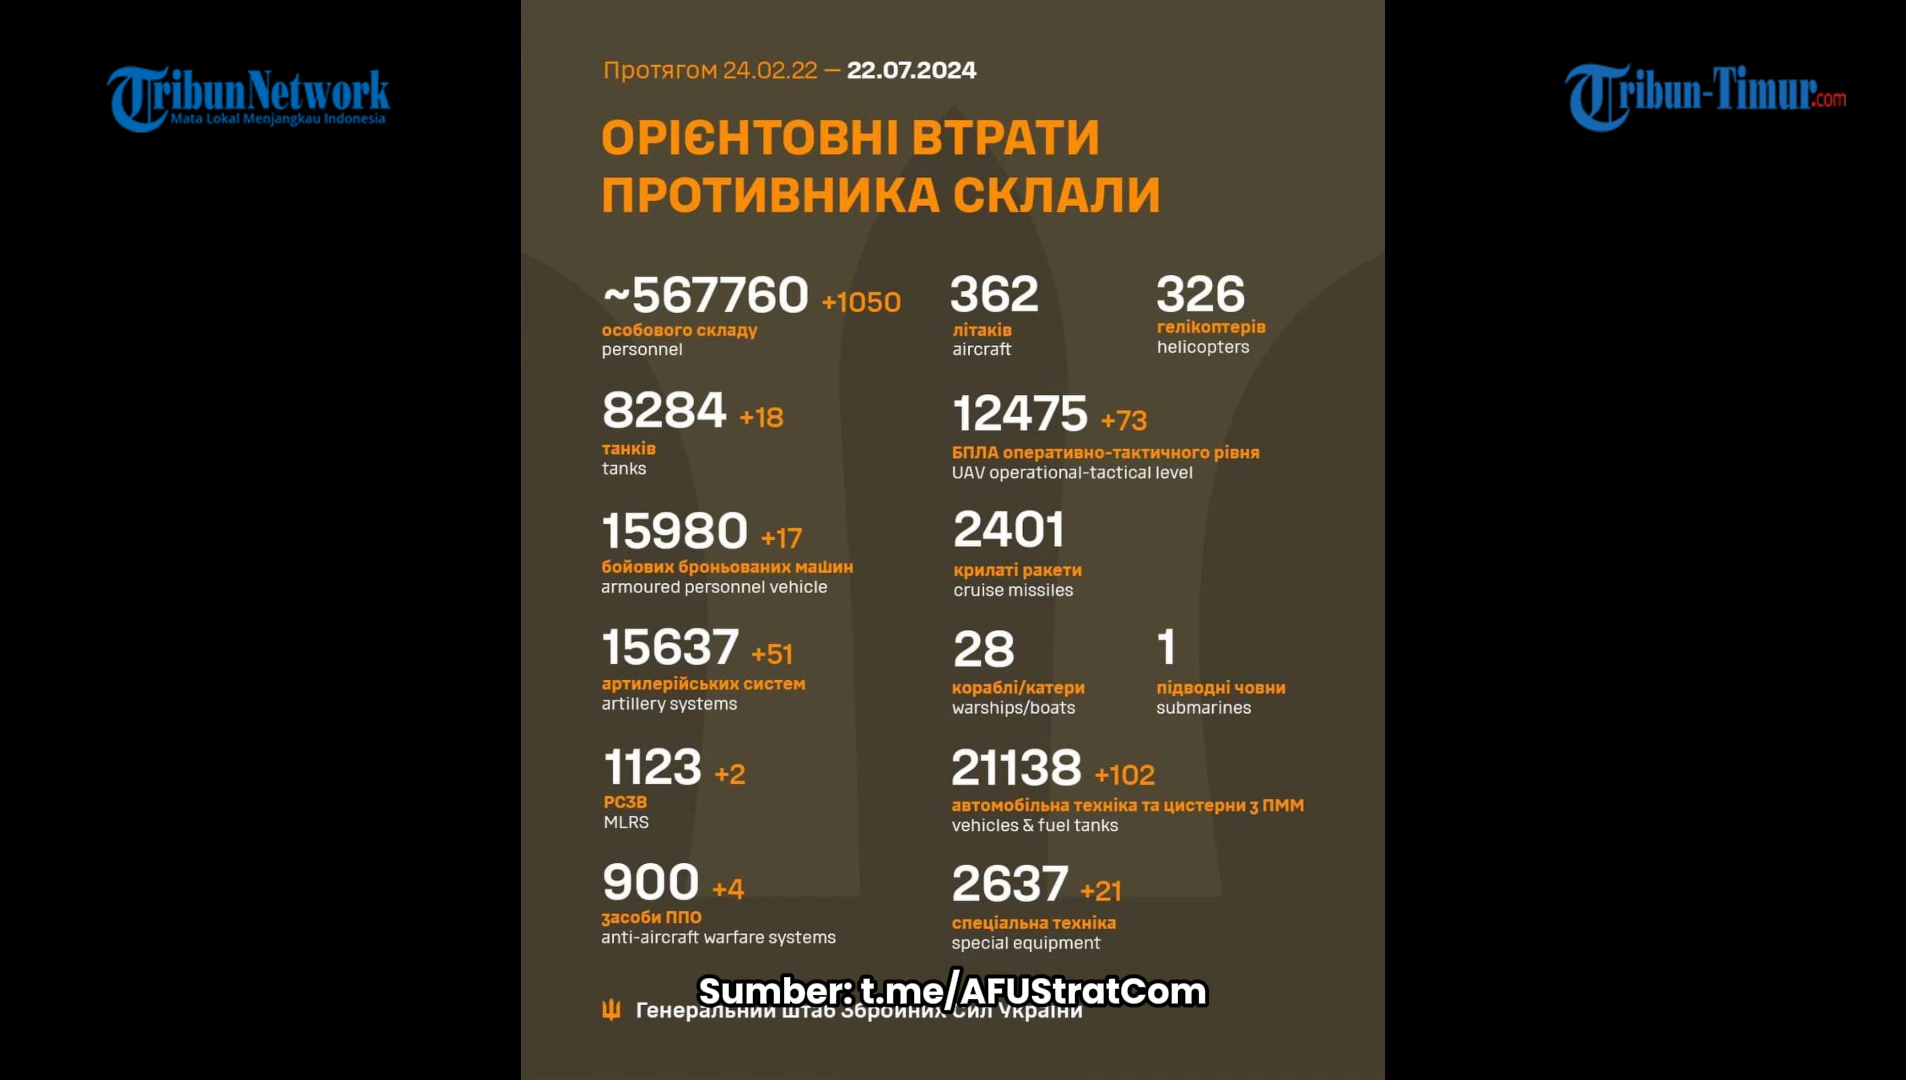 TribunNetwork
Mata Lokal Menjangkau Indonesia
Tribun-Timur.com
Протягом 24.02.22 — 22.07.2024
ОРІЄНТОВНІ ВТРАТИ
ПРОТИВНИКА СКЛАЛИ
~567760 +1050
особового складу
personnel
362
літаків
aircraft
326
гелікоптерів
helicopters
8284 +18
танків
tanks
12475 +73
БПЛА оперативно-тактичного рівня
UAV operational-tactical level
15980 +17
бойових броньованих машин
armoured personnel vehicle
2401
крилаті ракети
cruise missiles
15637 +51
артилерійських систем
artillery systems
28
кораблі/катери
warships/boats
1
підводні човни
submarines
1123 +2
РСЗВ
MLRS
21138 +102
автомобільна техніка та цистерни з ПММ
vehicles & fuel tanks
900 +4
засоби ППО
anti-aircraft warfare systems
2637 +21
спеціальна техніка
special equipment
Sumber: t.me/AFUStratCom
Генеральний штаб Збройних Сил України